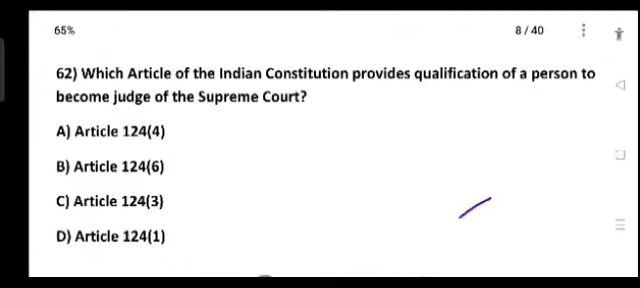 65%
8 / 40
62) Which Article of the Indian Constitution provides qualification of a person to
become judge of the Supreme Court?
A) Article 124(4)
B) Article 124(6)
C) Article 124(3)
D) Article 124(1)